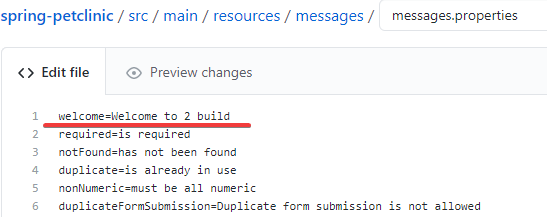 spring-petclinic / src / main / resources / messages / messages.properties
<> Edit file Preview changes
1 welcome=Welcome to 2 build
2 required=is required
3 notFound=has not been found
4 duplicate=is already in use
5 nonNumeric=must be all numeric
6 duplicateFormSubmission=Duplicate form submission is not allowed